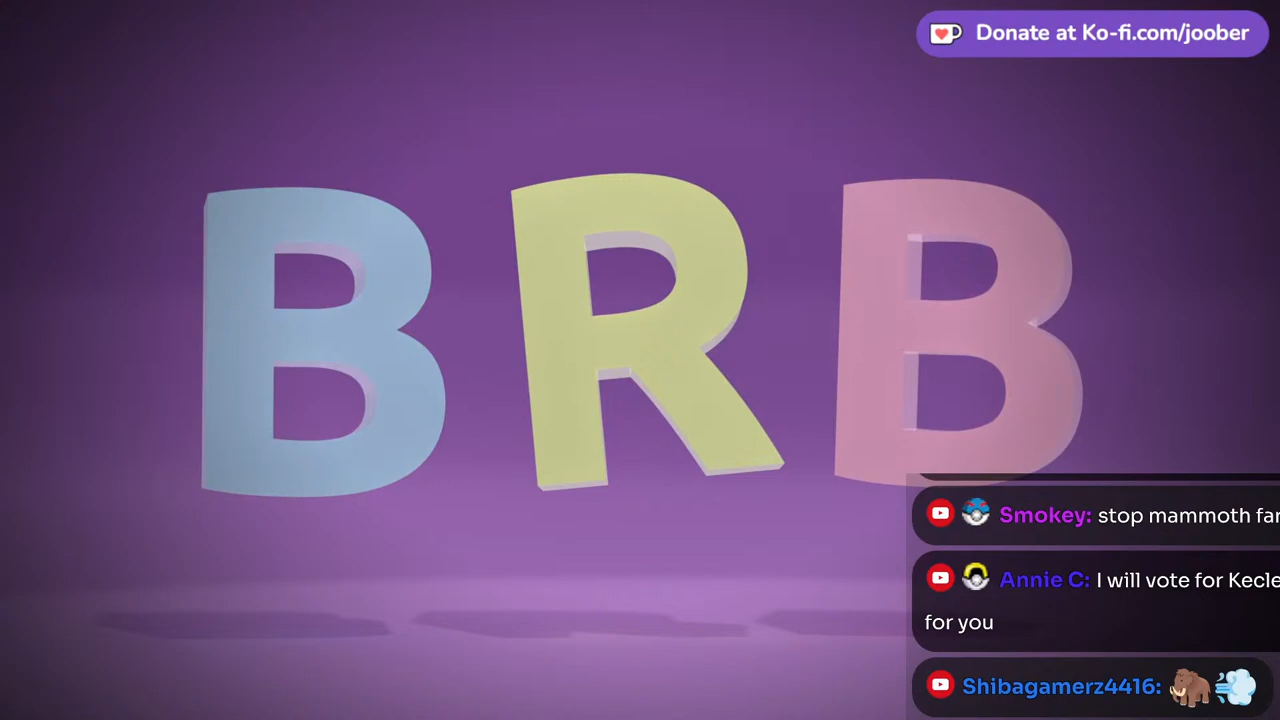 Donate at Ko-fi.com/joober
BRB
Smokey: stop mammoth
Annie C: I will vote for
for you
Shibagamerz4416: